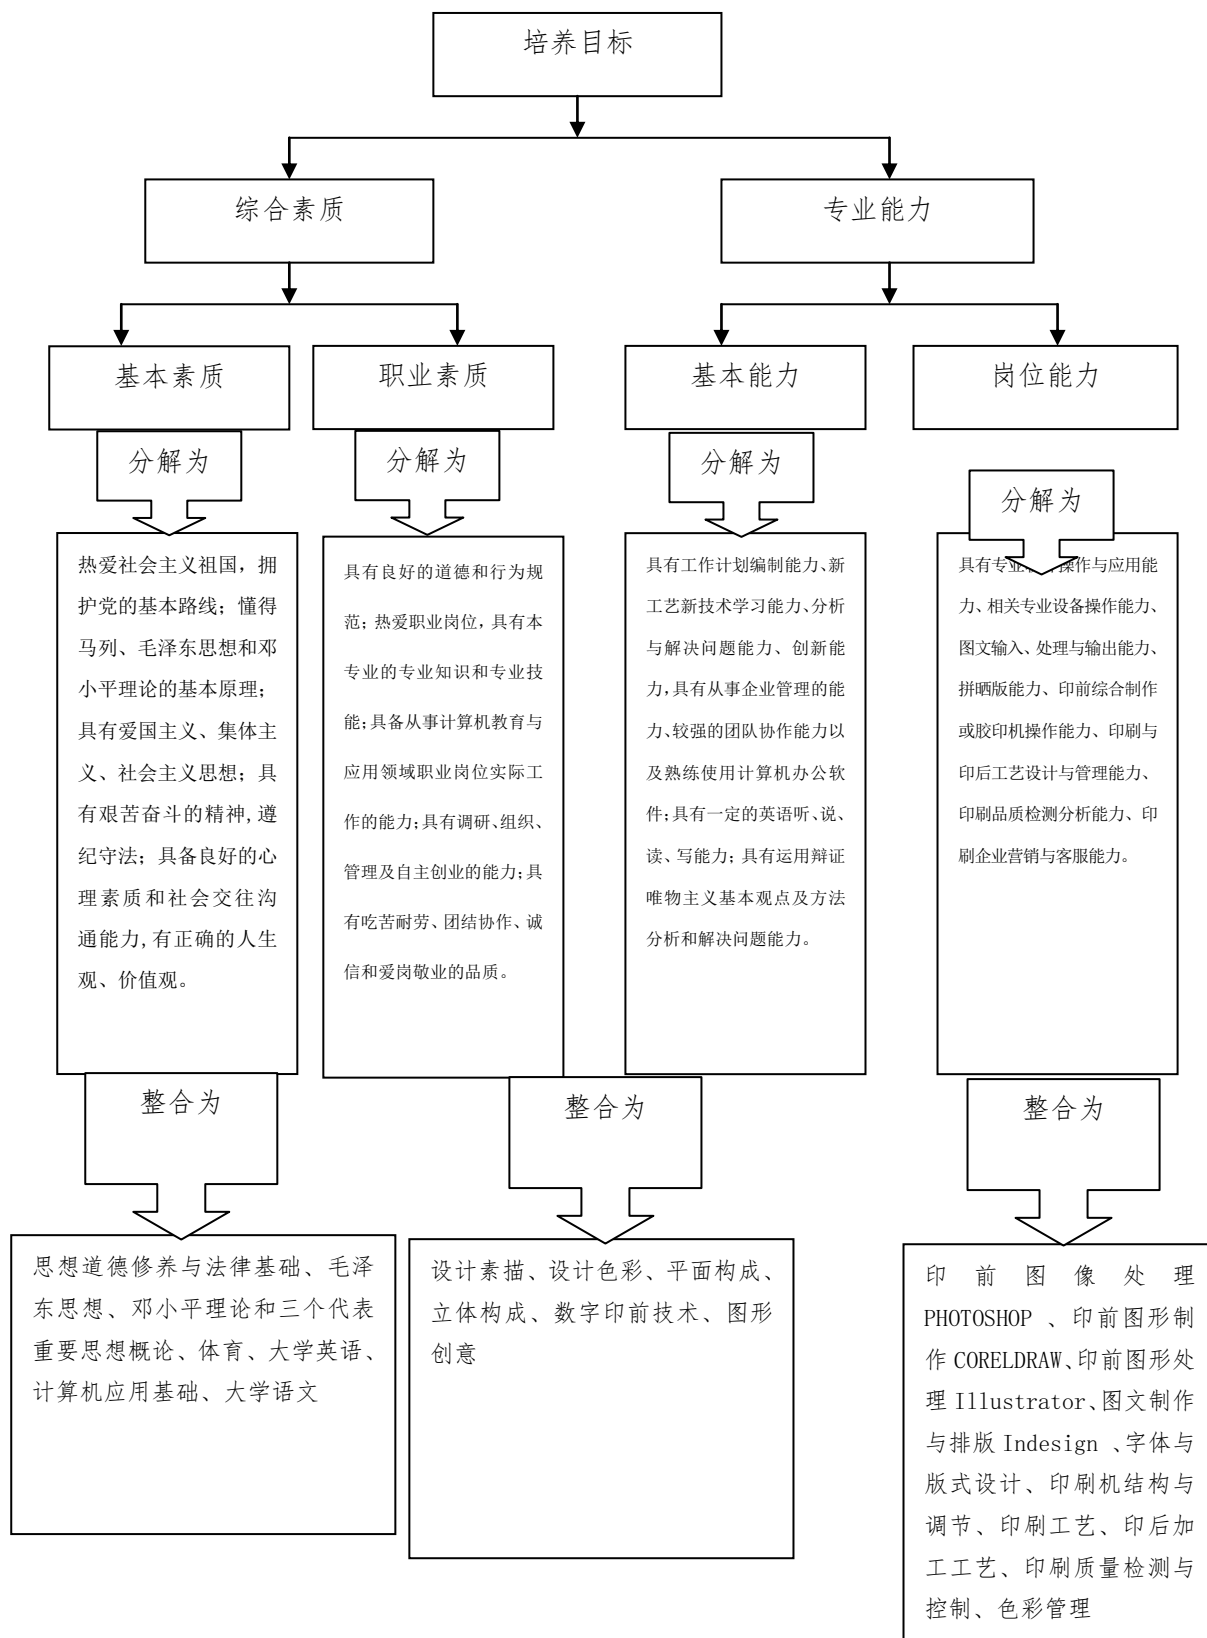 培养目标
综合素质
专业能力
基本素质
职业素质
基本能力
岗位能力
分解为
分解为
分解为
分解为
热爱社会主义祖国，拥
护党的基本路线；懂得
马列、毛泽东思想和邓
小平理论的基本原理；
具有爱国主义、集体主
义、社会主义思想；具
有艰苦奋斗的精神,遵
纪守法；具备良好的心
理素质和社会交往沟
通能力,有正确的人生
观、价值观。
具有良好的道德和行为规
范；热爱职业岗位，具有本
专业的专业知识和专业技
能；具备从事计算机教育与
应用领域职业岗位实际工
作的能力；具有调研、组织、
管理及自主创业的能力；具
有吃苦耐劳、团结协作、诚
信和爱岗敬业的品质。
具有工作计划编制能力、新
工艺新技术学习能力、分析
与解决问题能力、创新能
力，具有从事企业管理的能
力、较强的团队协作能力以
及熟练使用计算机办公软
件；具有一定的英语听、说、
读、写能力；具有运用辩证
唯物主义基本观点及方法
分析和解决问题能力。
具有专业操作与应用能
力、相关专业设备操作能力、
图文输入、处理与输出能力、
拼晒版能力、印前综合制作
或胶印机操作能力、印刷与
印后工艺设计与管理能力、
印刷品质检测分析能力、印
刷企业营销与客服能力。
整合为
整合为
整合为
思想道德修养与法律基础、毛泽
东思想、邓小平理论和三个代表
重要思想概论、体育、大学英语、
计算机应用基础、大学语文
设计素描、设计色彩、平面构成、
立体构成、数字印前技术、图形
创意
印前图像处理
PHOTOSHOP 、印前图形制
作 CORELDRAW、印前图形处
理 Illustrator、图文制作
与排版 Indesign 、字体与
版式设计、印刷机结构与
调节、印刷工艺、印后加
工工艺、印刷质量检测与
控制、色彩管理